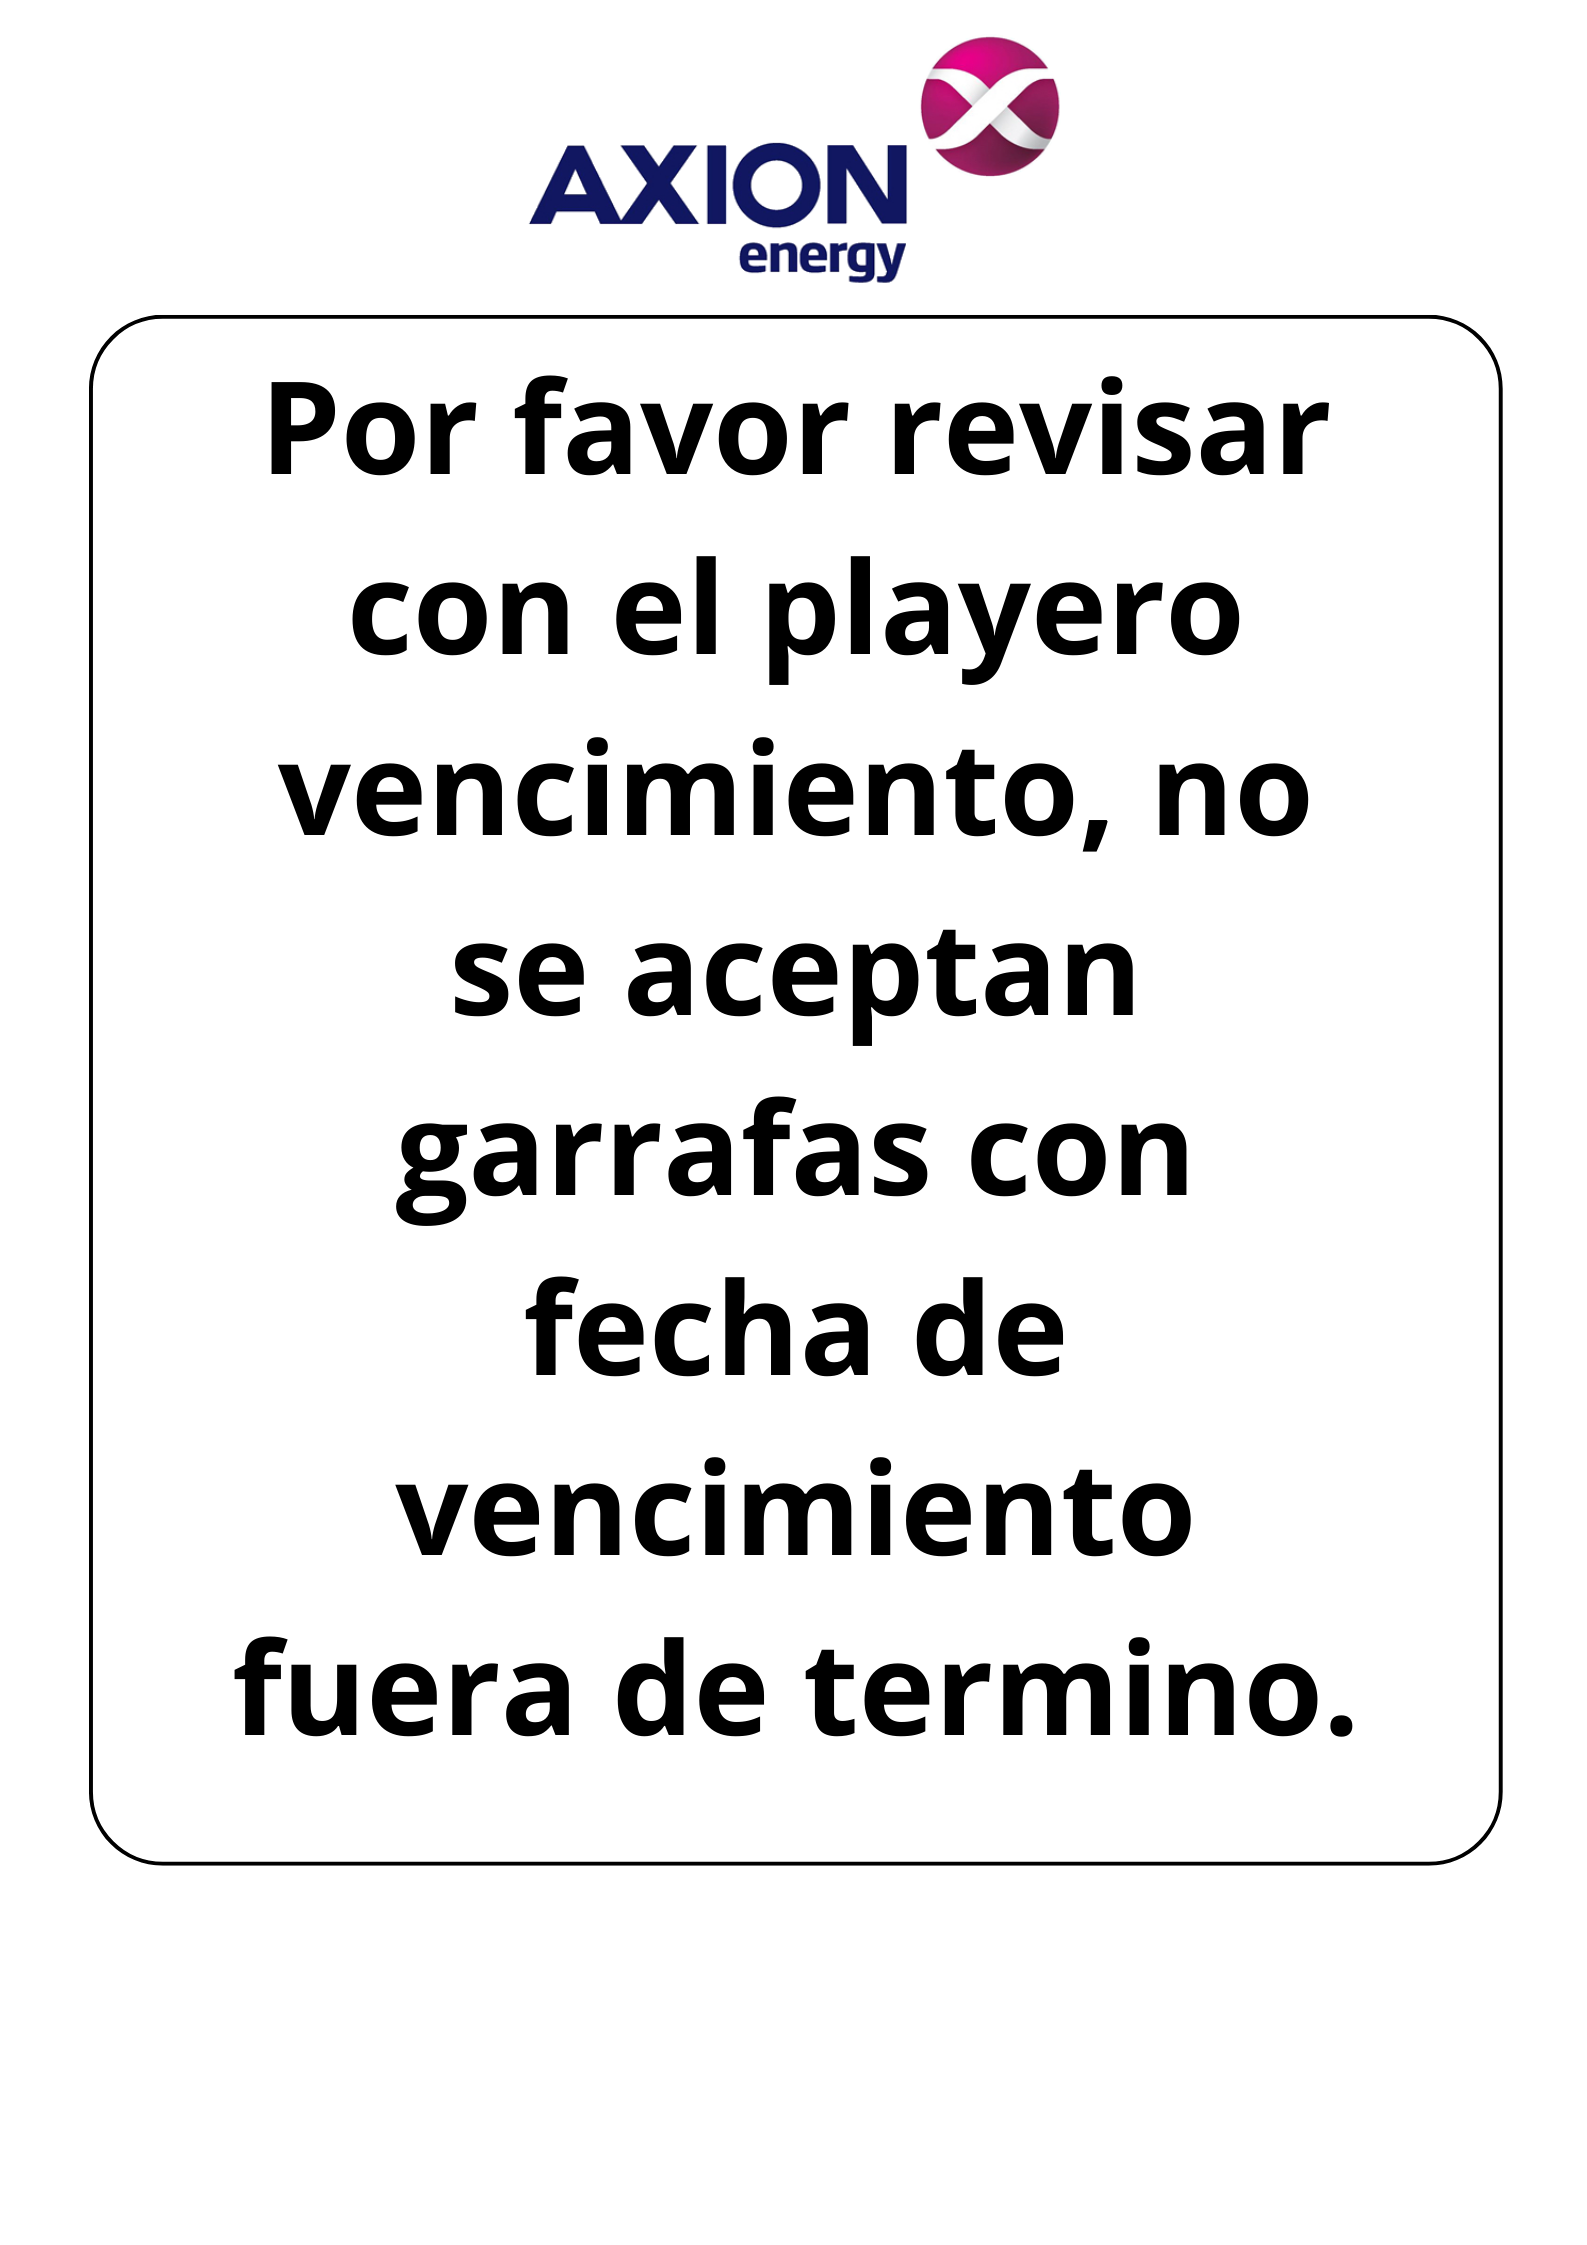 AXION
energy
Por favor revisar
con el playero
vencimiento, no
se aceptan
garrafas con
fecha de
vencimiento
fuera de termino.